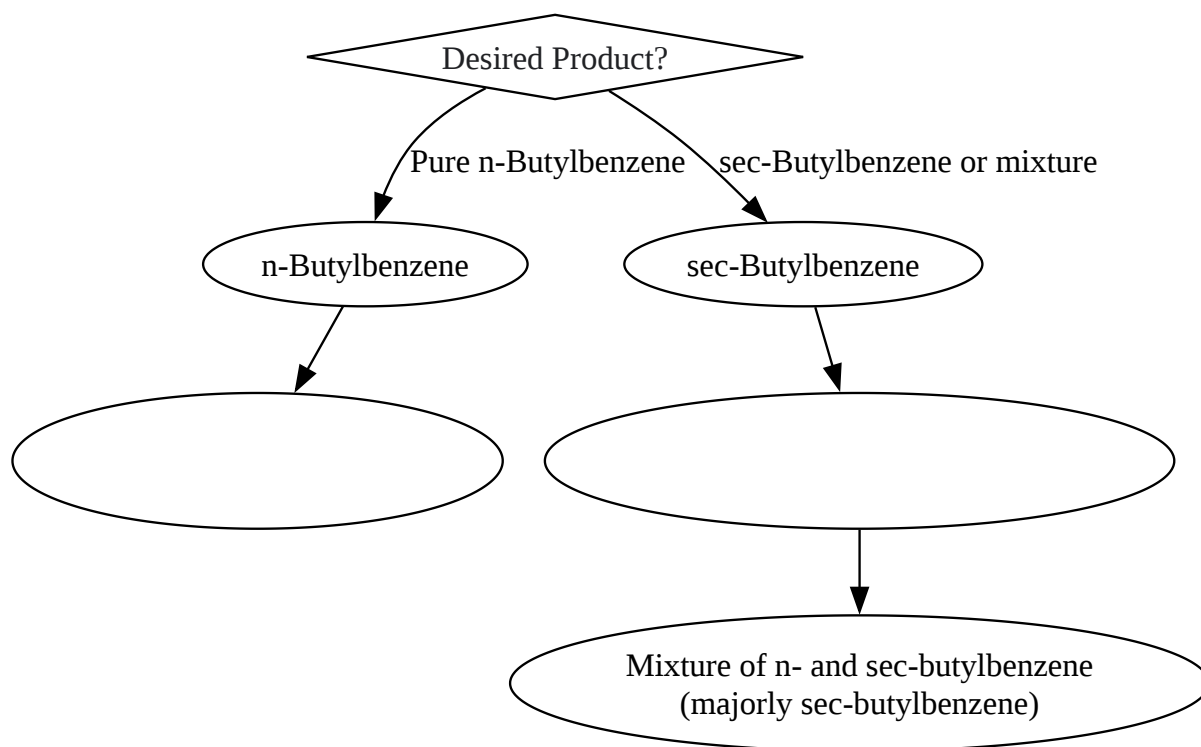 Desired Product?
Pure n-Butylbenzene
sec-Butylbenzene or mixture
n-Butylbenzene
sec-Butylbenzene
Mixture of n- and sec-butylbenzene
(majorly sec-butylbenzene)